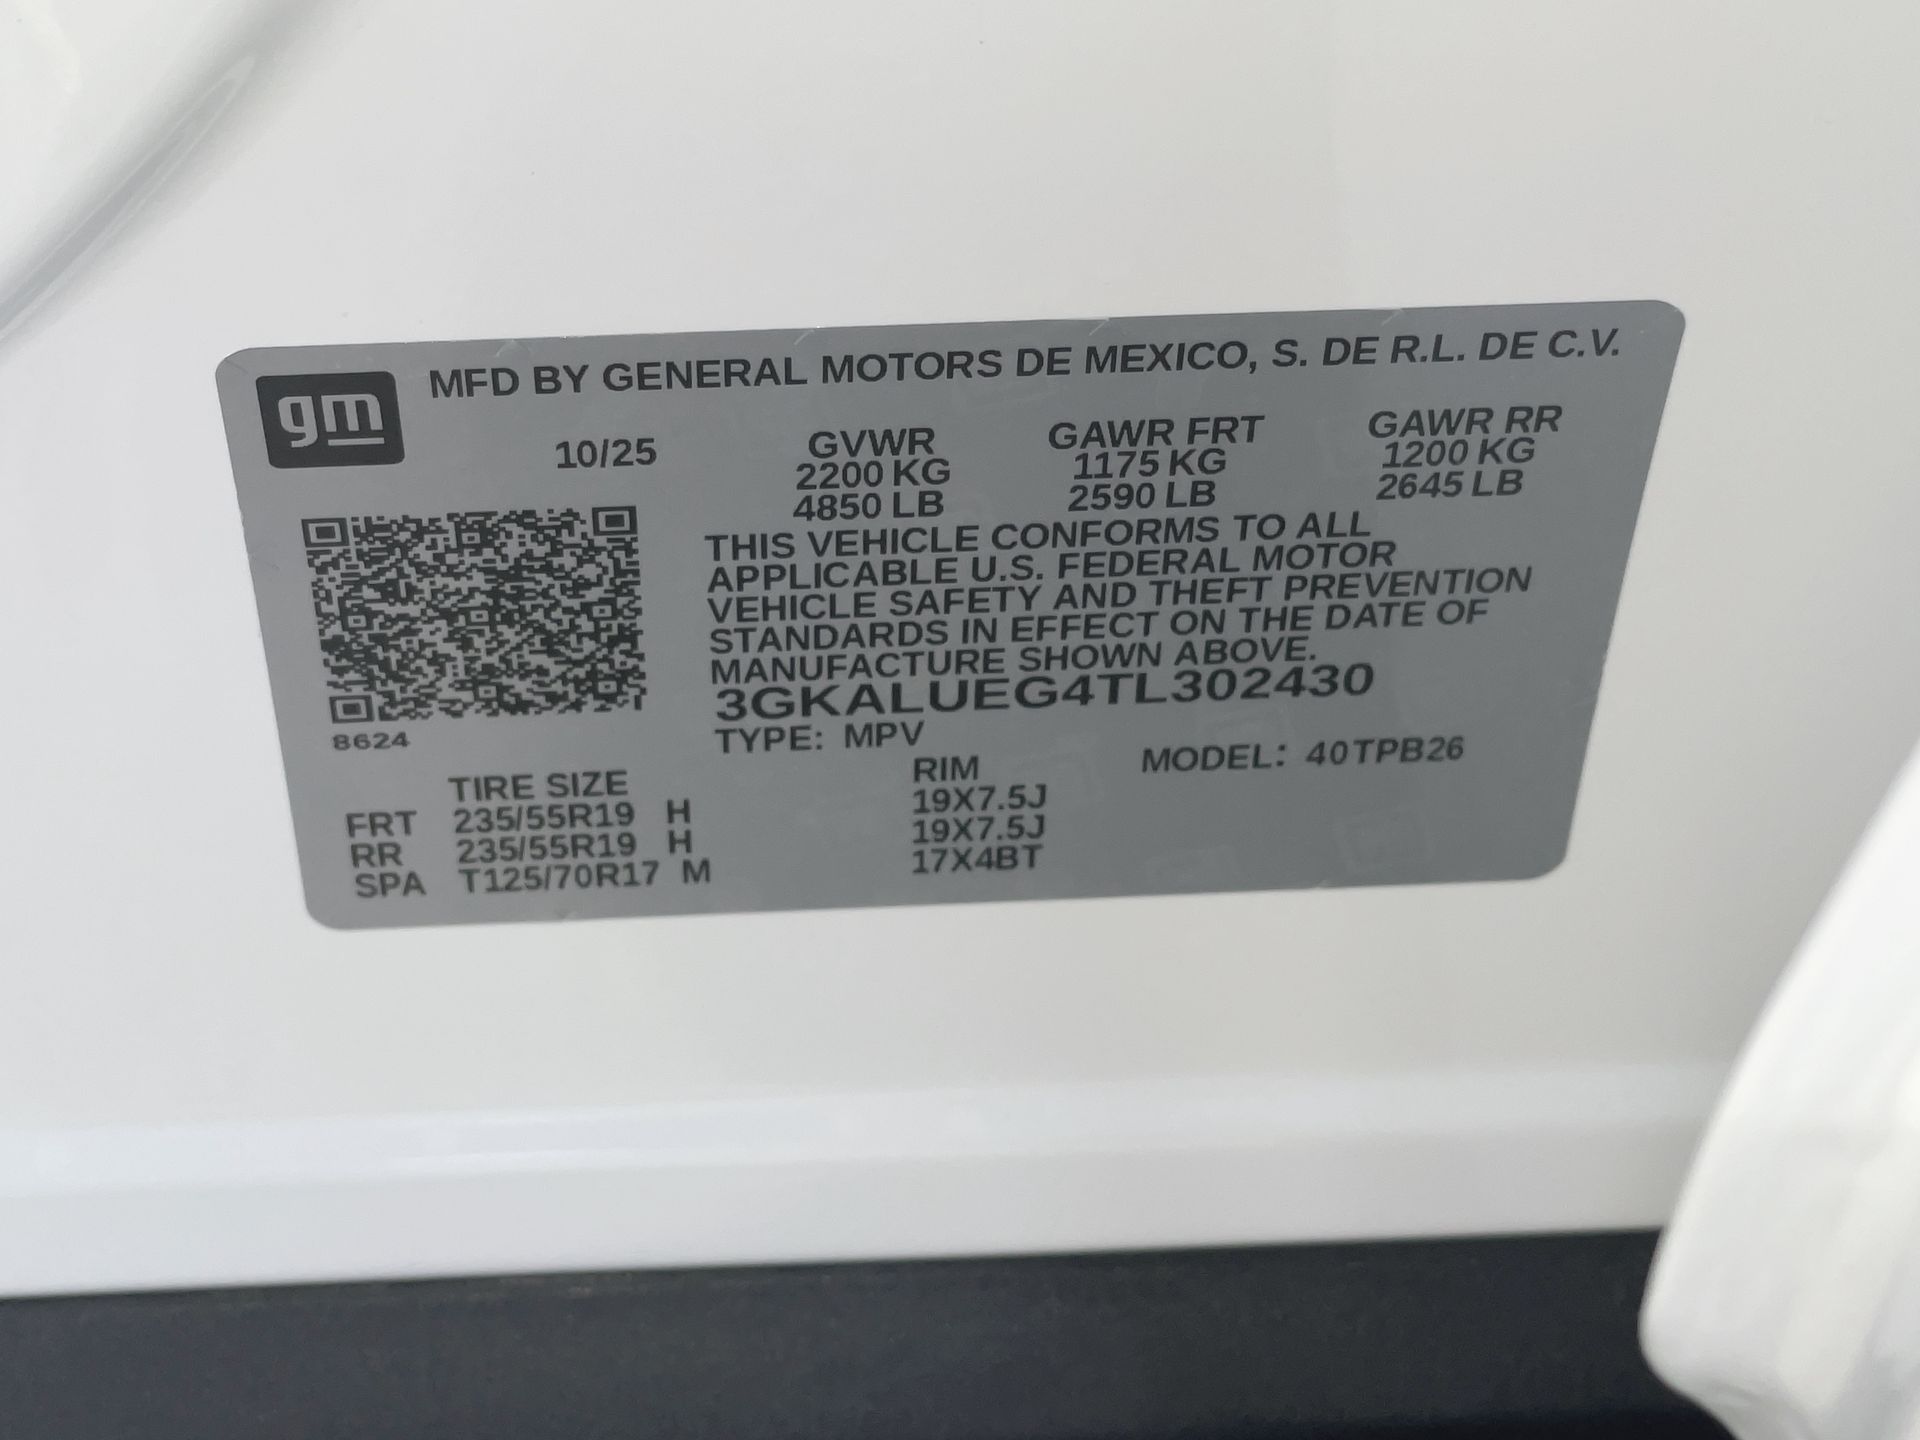 gm
MFD BY GENERAL MOTORS DE MEXICO, S. DE R.L. DE C.V.
10/25 GVWR GAWR FRT GAWR RR
2200 KG 1175 KG 1200 KG
4850 LB 2590 LB 2645 LB
THIS VEHICLE CONFORMS TO ALL
APPLICABLE U.S. FEDERAL MOTOR
VEHICLE SAFETY AND THEFT PREVENTION
STANDARDS IN EFFECT ON THE DATE OF
MANUFACTURE SHOWN ABOVE.
3GKALUEG4TL302430
8624
TYPE: MPV MODEL: 40TPB26
TIRE SIZE RIM
FRT 235/55R19 H 19X7.5J
RR 235/55R19 H 19X7.5J
SPA T125/70R17 M 17X4BT